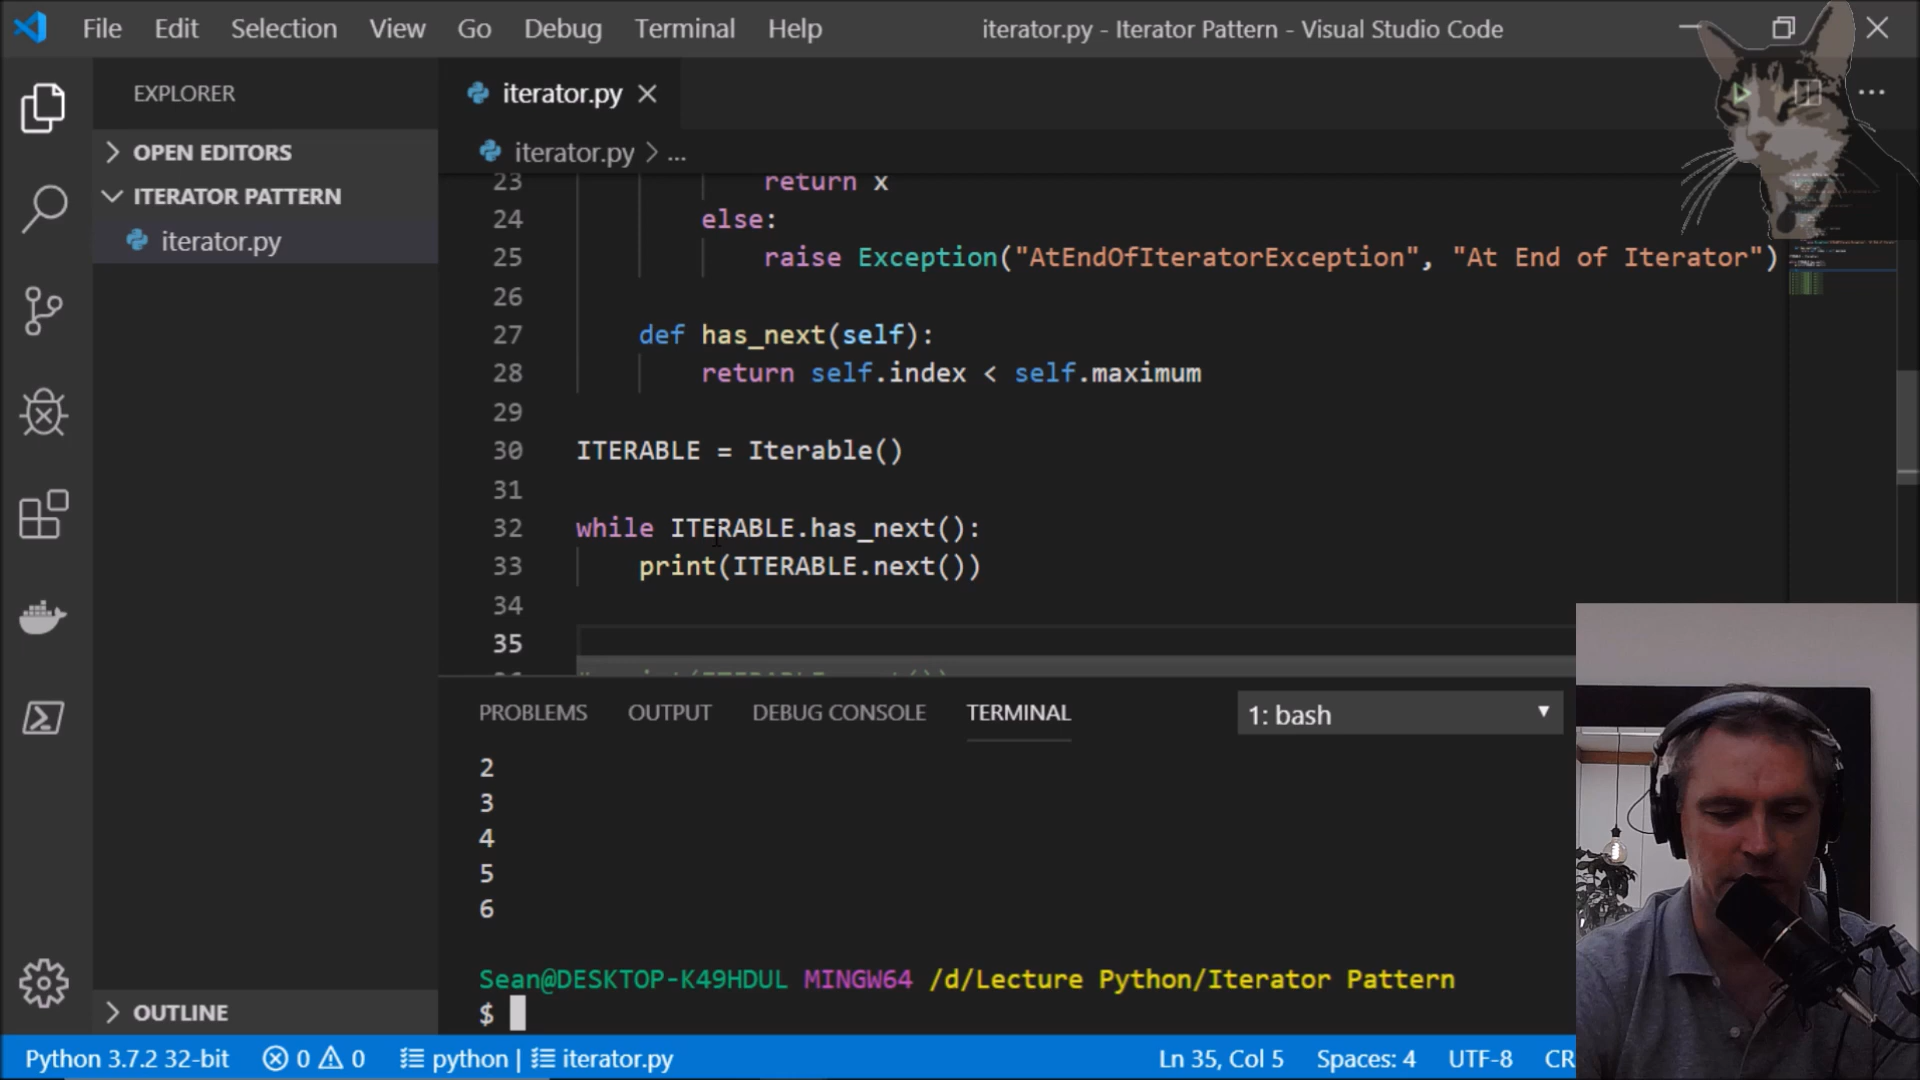 File Edit Selection View Go Debug Terminal Help
iterator.py - Iterator Pattern - Visual Studio Code
EXPLORER
OPEN EDITORS
ITERATOR PATTERN
iterator.py
OUTLINE
iterator.py
iterator.py > ...
23 return x
24 else:
25 raise Exception("AtEndOfIteratorException", "At End of Iterator")
26
27 def has_next(self):
28 return self.index < self.maximum
29
30 ITERABLE = Iterable()
31
32 while ITERABLE.has_next():
33 print(ITERABLE.next())
34
35
PROBLEMS OUTPUT DEBUG CONSOLE TERMINAL 1: bash
2
3
4
5
6
Sean@DESKTOP-K49HDUL MINGW64 /d/Lecture Python/Iterator Pattern
$
Python 3.7.2 32-bit 0 0 python | iterator.py Ln 35, Col 5 Spaces: 4 UTF-8 CR